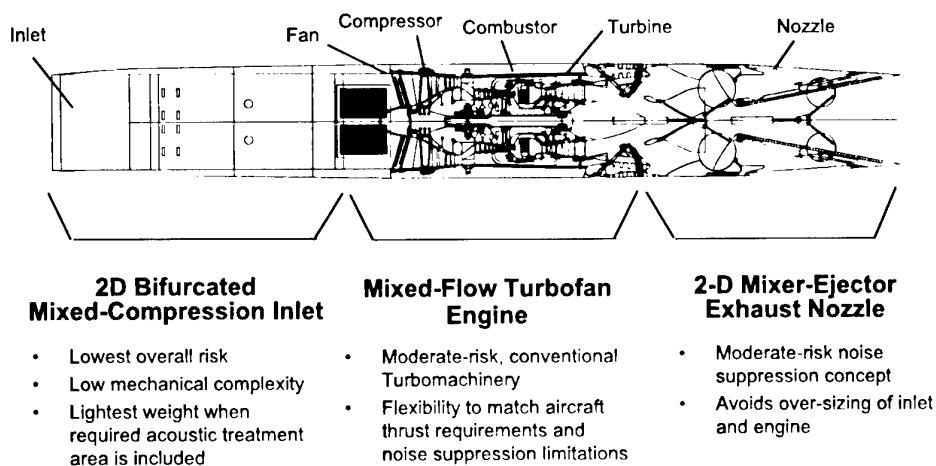 Inlet
Fan
Compressor
Combustor
Turbine
Nozzle
2D Bifurcated
Mixed-Compression Inlet
• Lowest overall risk
• Low mechanical complexity
• Lightest weight when
required acoustic treatment
area is included
Mixed-Flow Turbofan
Engine
• Moderate-risk, conventional
Turbomachinery
• Flexibility to match aircraft
thrust requirements and
noise suppression limitations
2-D Mixer-Ejector
Exhaust Nozzle
• Moderate-risk noise
suppression concept
• Avoids over-sizing of inlet
and engine